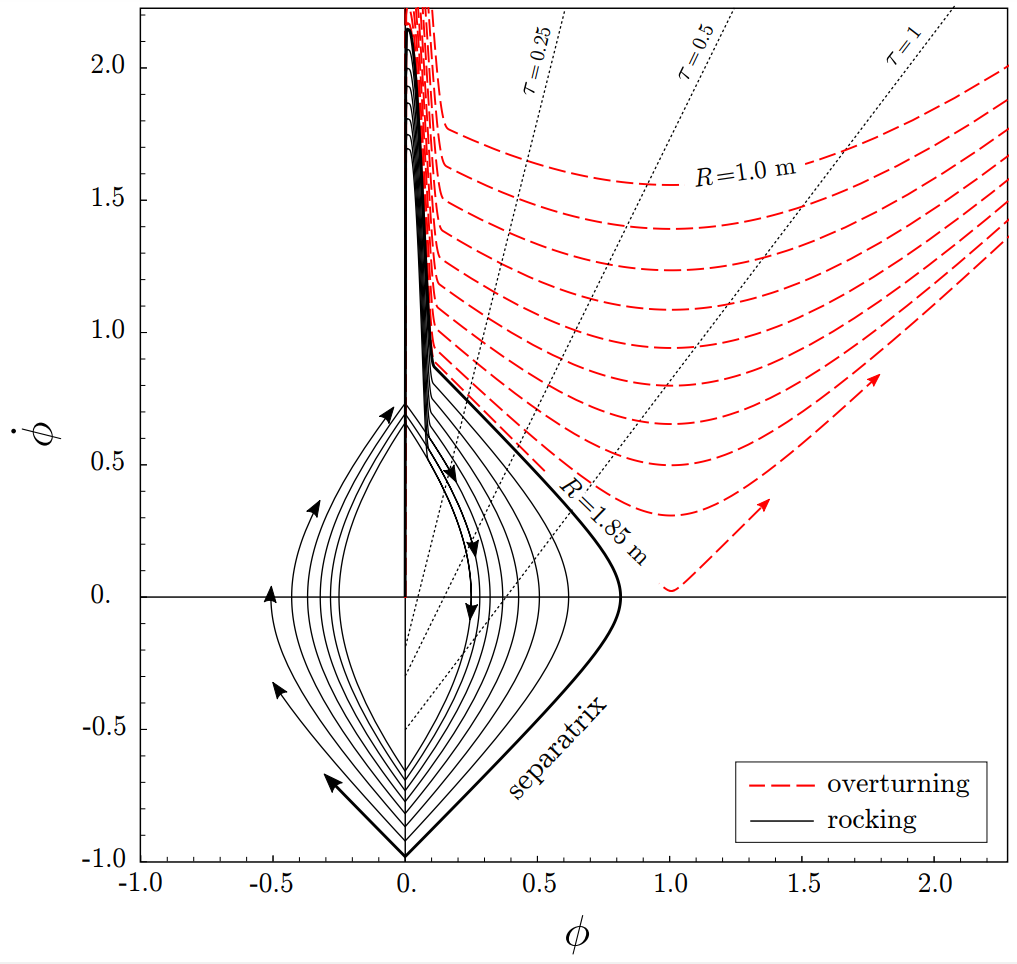 2.0
1.5
1.0
0.5
0.
-0.5
-1.0
-1.0
-0.5
0.
0.5
1.0
1.5
2.0
ϕ̇
ϕ
τ = 0.25
τ = 0.5
τ = 1
R=1.0 m
R=1.85 m
separatrix
overturning
rocking